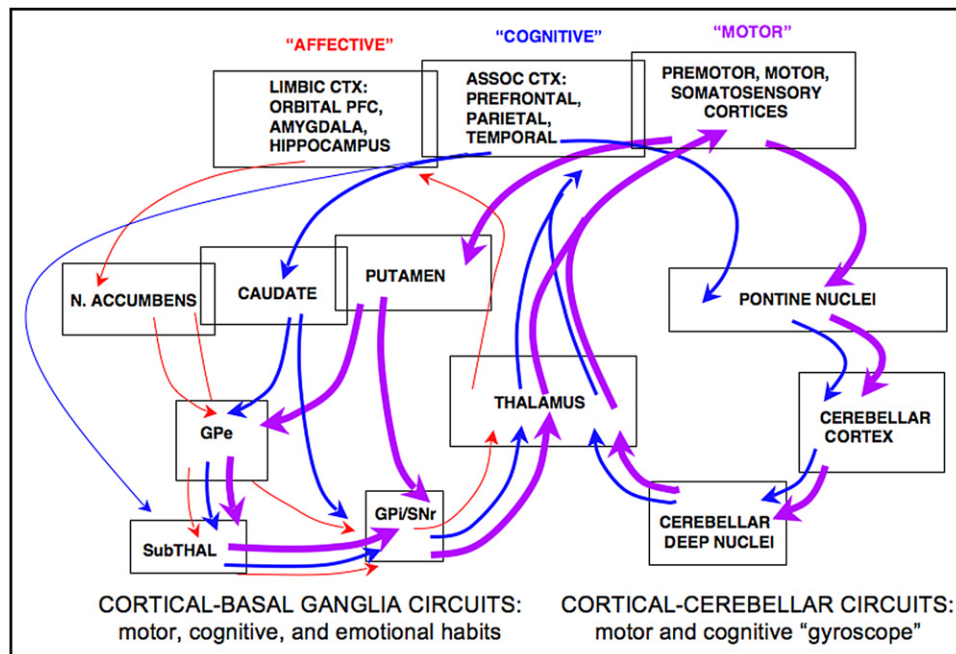 “AFFECTIVE”
“COGNITIVE”
“MOTOR”
LIMBIC CTX:
ORBITAL PFC,
AMYGDALA,
HIPPOCAMPUS
ASSOC CTX:
PREFRONTAL,
PARIETAL,
TEMPORAL
PREMOTOR, MOTOR,
SOMATOSENSORY
CORTICES
N. ACCUMBENS
CAUDATE
PUTAMEN
PONTINE NUCLEI
THALAMUS
GPe
CEREBELLAR
CORTEX
GPi/SNr
SubTHAL
CEREBELLAR
DEEP NUCLEI
CORTICAL-BASAL GANGLIA CIRCUITS:
motor, cognitive, and emotional habits
CORTICAL-CEREBELLAR CIRCUITS:
motor and cognitive “gyroscope”